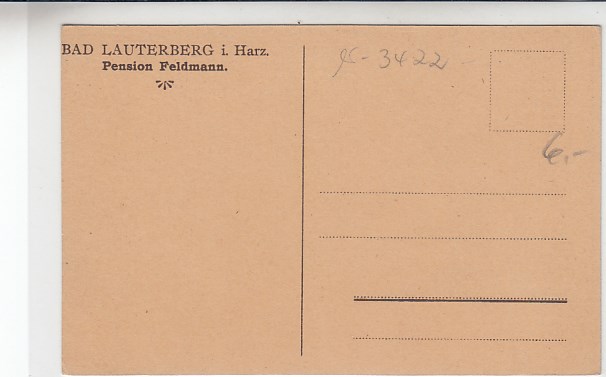 BAD LAUTERBERG i. Harz.
Pension Feldmann.
3422
6,-